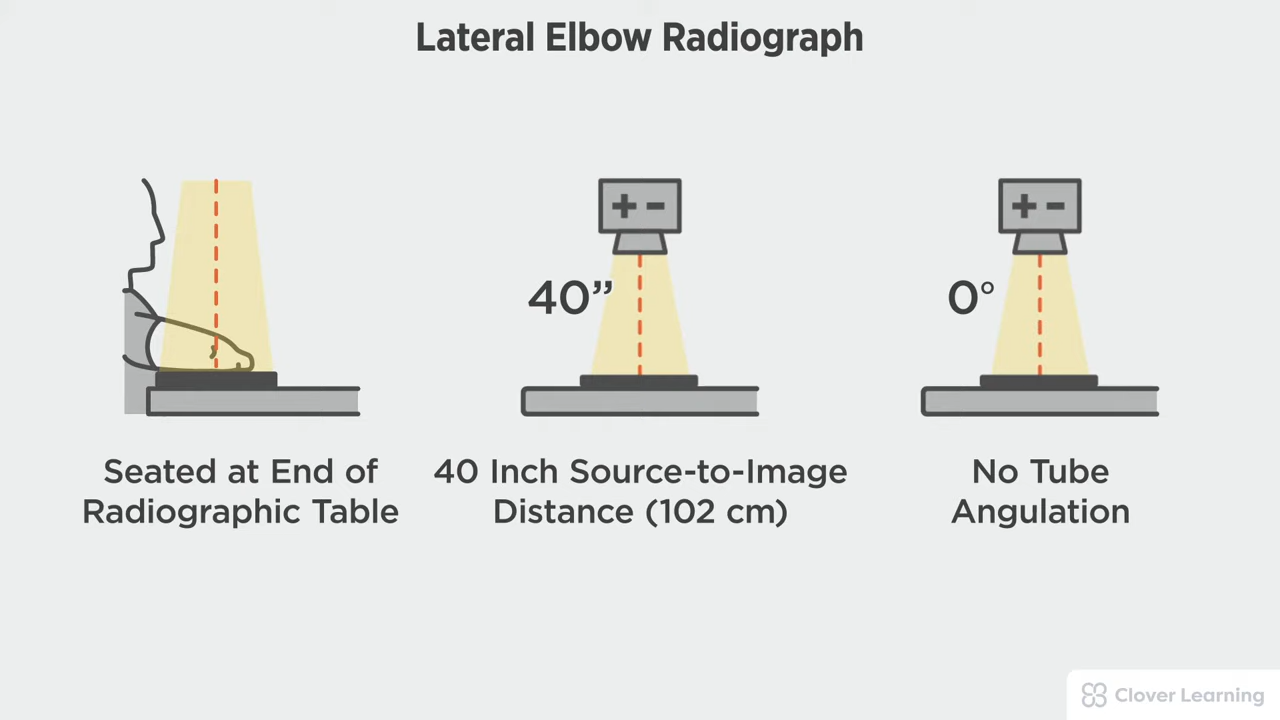 Lateral Elbow Radiograph
+ -
40”
+ -
0°
Seated at End of
Radiographic Table
40 Inch Source-to-Image
Distance (102 cm)
No Tube
Angulation
Clover Learning